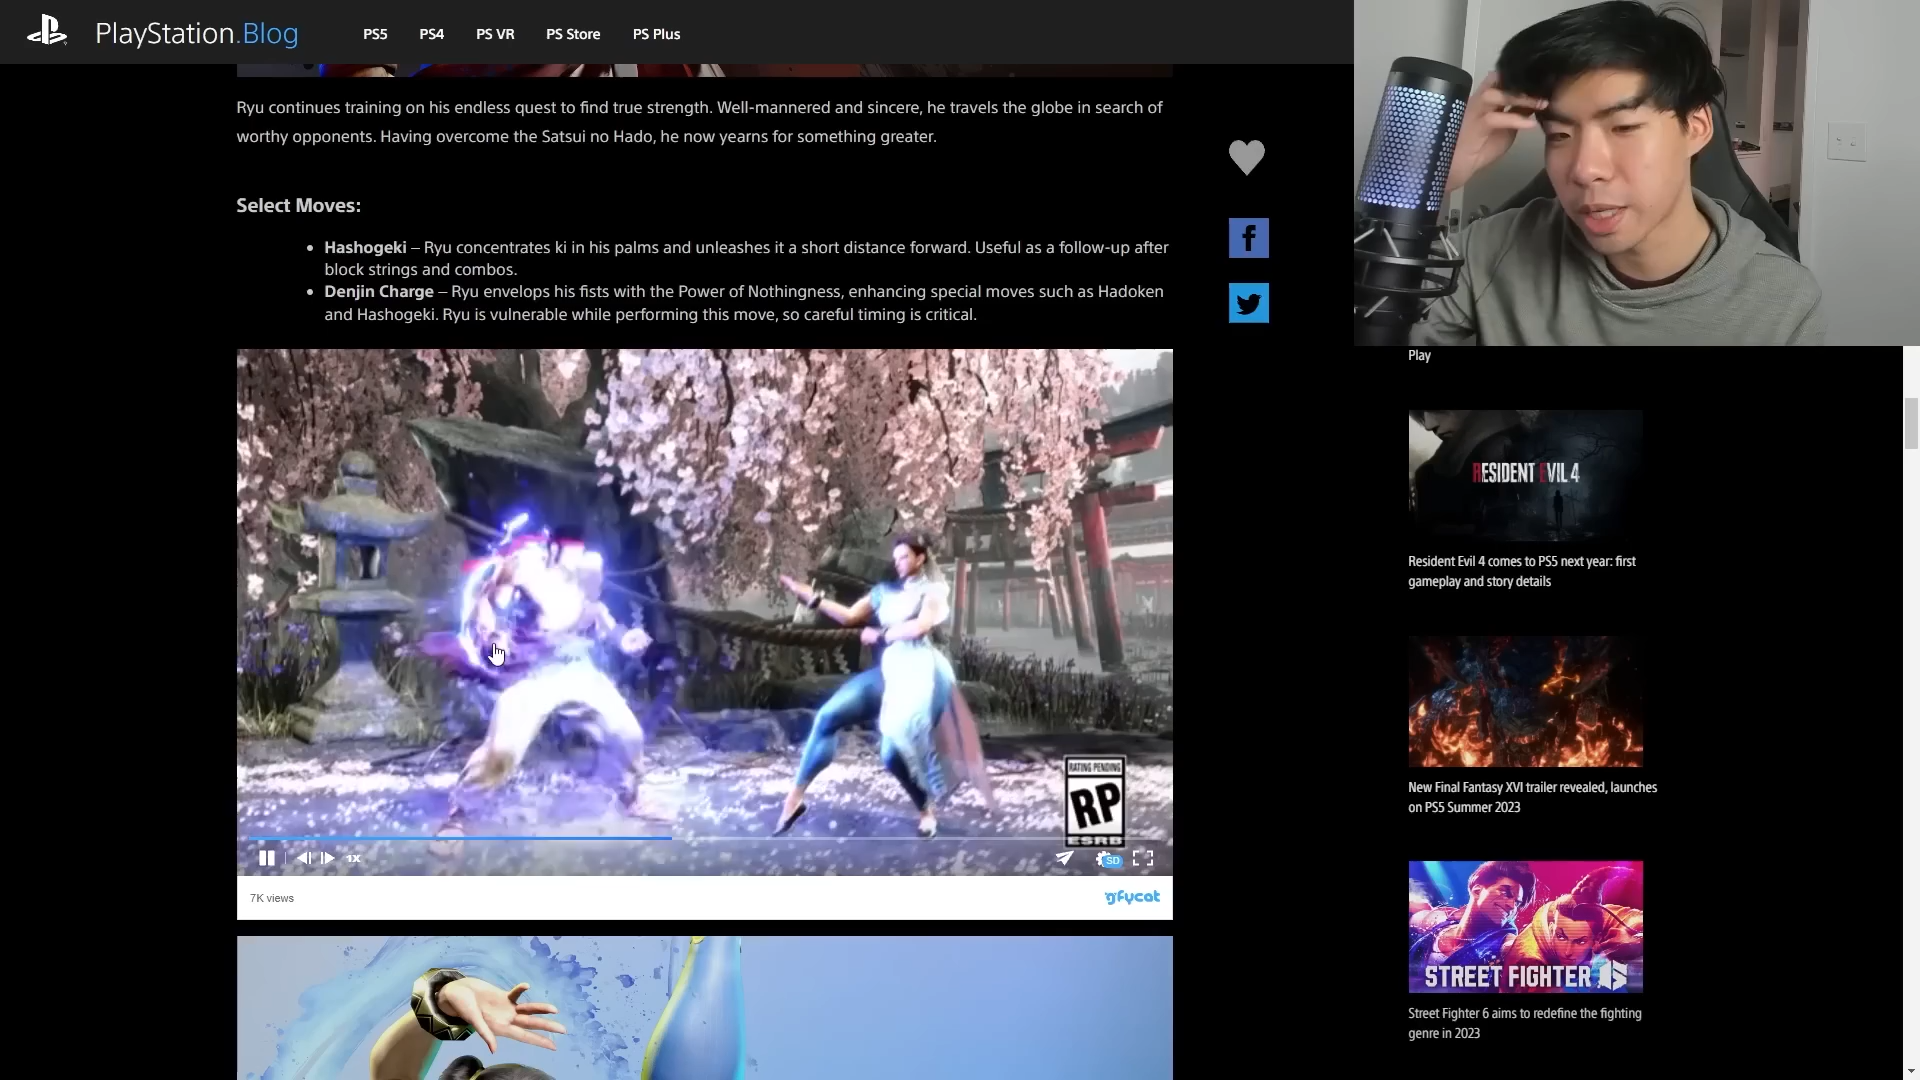 PlayStation.Blog
PS5 PS4 PS VR PS Store PS Plus
Ryu continues training on his endless quest to find true strength. Well-mannered and sincere, he travels the globe in search of
worthy opponents. Having overcome the Satsui no Hado, he now yearns for something greater.
Select Moves:
Hashogeki – Ryu concentrates ki in his palms and unleashes it a short distance forward. Useful as a follow-up after
block strings and combos.
Denjin Charge – Ryu envelops his fists with the Power of Nothingness, enhancing special moves such as Hadoken
and Hashogeki. Ryu is vulnerable while performing this move, so careful timing is critical.
RATING PENDING
RP
ESRB
1X
SD
7K views
gfycat
Play
RESIDENT EVIL 4
Resident Evil 4 comes to PS5 next year: first
gameplay and story details
New Final Fantasy XVI trailer revealed, launches
on PS5 Summer 2023
STREET FIGHTER 6
Street Fighter 6 aims to redefine the fighting
genre in 2023